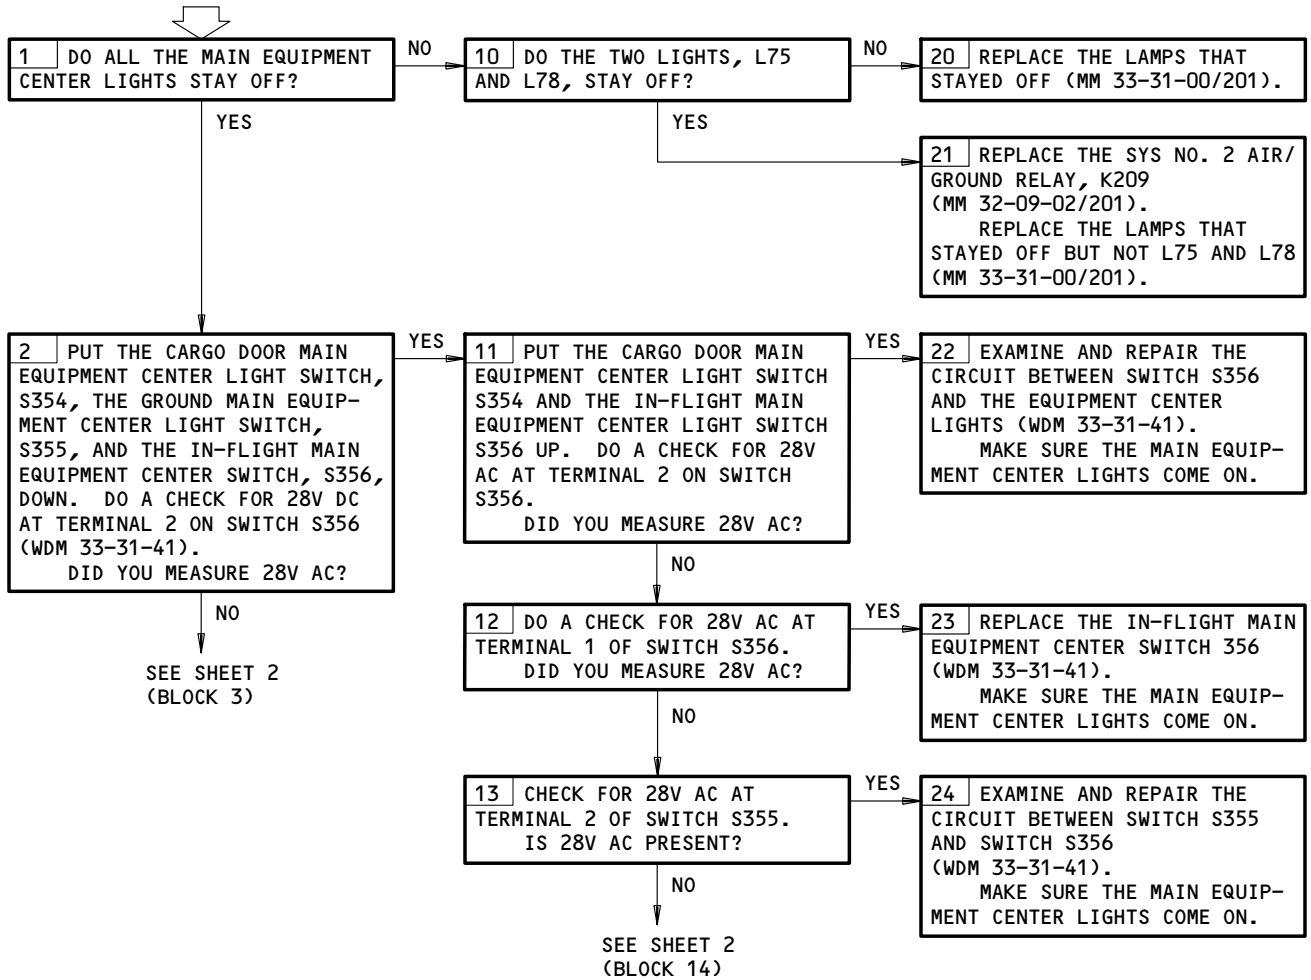 1 DO ALL THE MAIN EQUIPMENT
CENTER LIGHTS STAY OFF?
NO
YES
10 DO THE TWO LIGHTS, L75
AND L78, STAY OFF?
NO
YES
20 REPLACE THE LAMPS THAT
STAYED OFF (MM 33-31-00/201).
21 REPLACE THE SYS NO. 2 AIR/
GROUND RELAY, K209
(MM 32-09-02/201).
REPLACE THE LAMPS THAT
STAYED OFF BUT NOT L75 AND L78
(MM 33-31-00/201).
2 PUT THE CARGO DOOR MAIN
EQUIPMENT CENTER LIGHT SWITCH,
S354, THE GROUND MAIN EQUIP-
MENT CENTER LIGHT SWITCH,
S355, AND THE IN-FLIGHT MAIN
EQUIPMENT CENTER SWITCH, S356,
DOWN. DO A CHECK FOR 28V DC
AT TERMINAL 2 ON SWITCH S356
(WDM 33-31-41).
DID YOU MEASURE 28V AC?
YES
NO
SEE SHEET 2
(BLOCK 3)
11 PUT THE CARGO DOOR MAIN
EQUIPMENT CENTER LIGHT SWITCH
S354 AND THE IN-FLIGHT MAIN
EQUIPMENT CENTER LIGHT SWITCH
S356 UP. DO A CHECK FOR 28V
AC AT TERMINAL 2 ON SWITCH
S356.
DID YOU MEASURE 28V AC?
YES
NO
22 EXAMINE AND REPAIR THE
CIRCUIT BETWEEN SWITCH S356
AND THE EQUIPMENT CENTER
LIGHTS (WDM 33-31-41).
MAKE SURE THE MAIN EQUIP-
MENT CENTER LIGHTS COME ON.
12 DO A CHECK FOR 28V AC AT
TERMINAL 1 OF SWITCH S356.
DID YOU MEASURE 28V AC?
YES
NO
23 REPLACE THE IN-FLIGHT MAIN
EQUIPMENT CENTER SWITCH 356
(WDM 33-31-41).
MAKE SURE THE MAIN EQUIP-
MENT CENTER LIGHTS COME ON.
13 CHECK FOR 28V AC AT
TERMINAL 2 OF SWITCH S355.
IS 28V AC PRESENT?
YES
NO
24 EXAMINE AND REPAIR THE
CIRCUIT BETWEEN SWITCH S355
AND SWITCH S356
(WDM 33-31-41).
MAKE SURE THE MAIN EQUIP-
MENT CENTER LIGHTS COME ON.
SEE SHEET 2
(BLOCK 14)